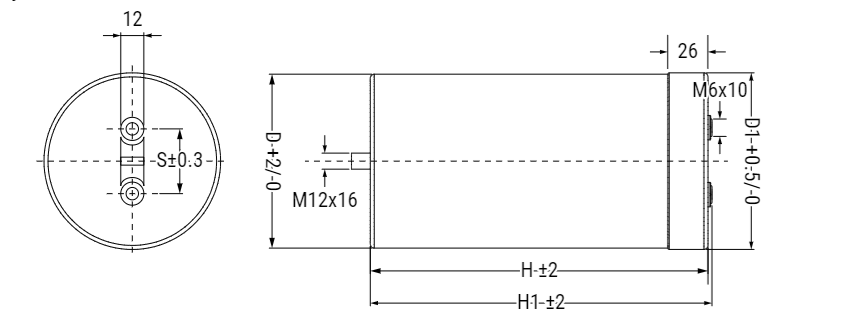 12
26
M6x10
S±0.3
D+2/-0
D1+0.5/-0
M12x16
H±2
H1±2